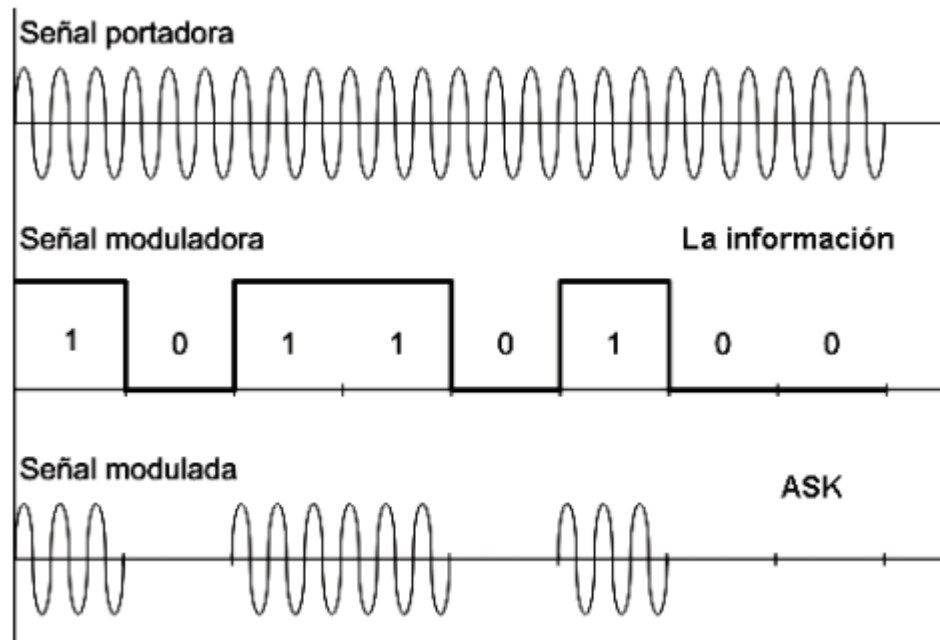 Señal portadora
Señal moduladora La información
1 0 1 1 0 1 0 0
Señal modulada
ASK